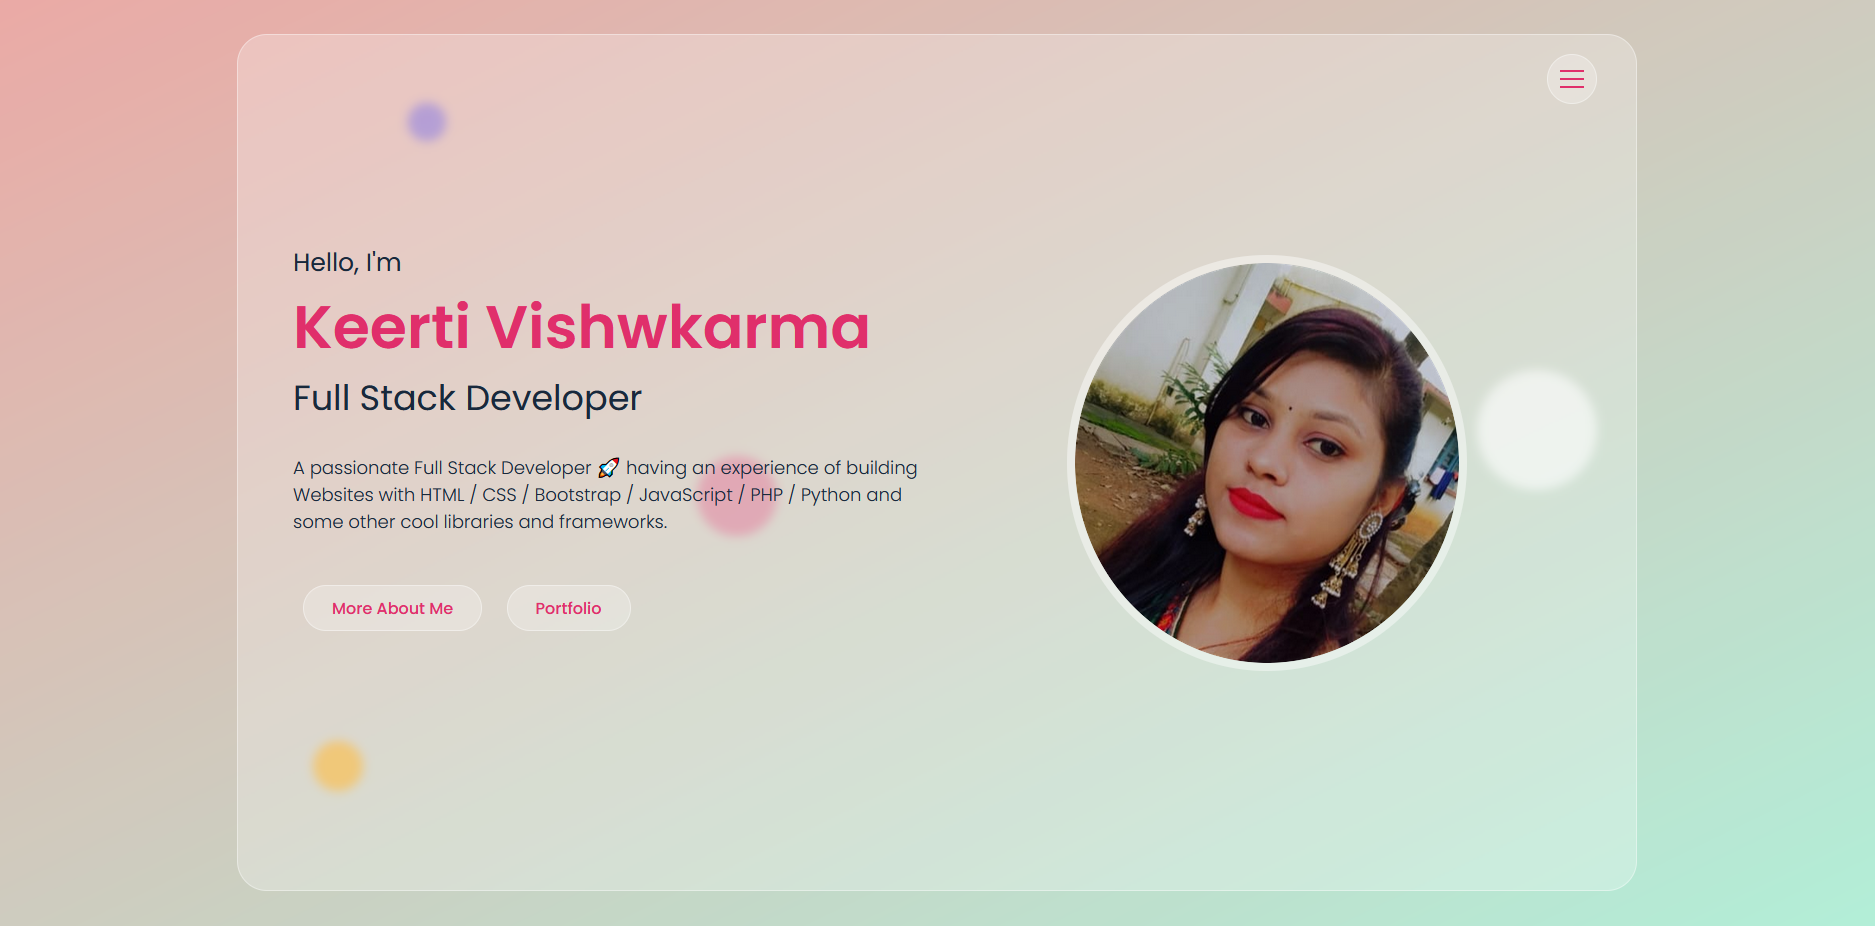 Hello, I'm
Keerti Vishwkarma
Full Stack Developer
A passionate Full Stack Developer 🚀 having an experience of building
Websites with HTML / CSS / Bootstrap / JavaScript / PHP / Python and
some other cool libraries and frameworks.
More About Me
Portfolio